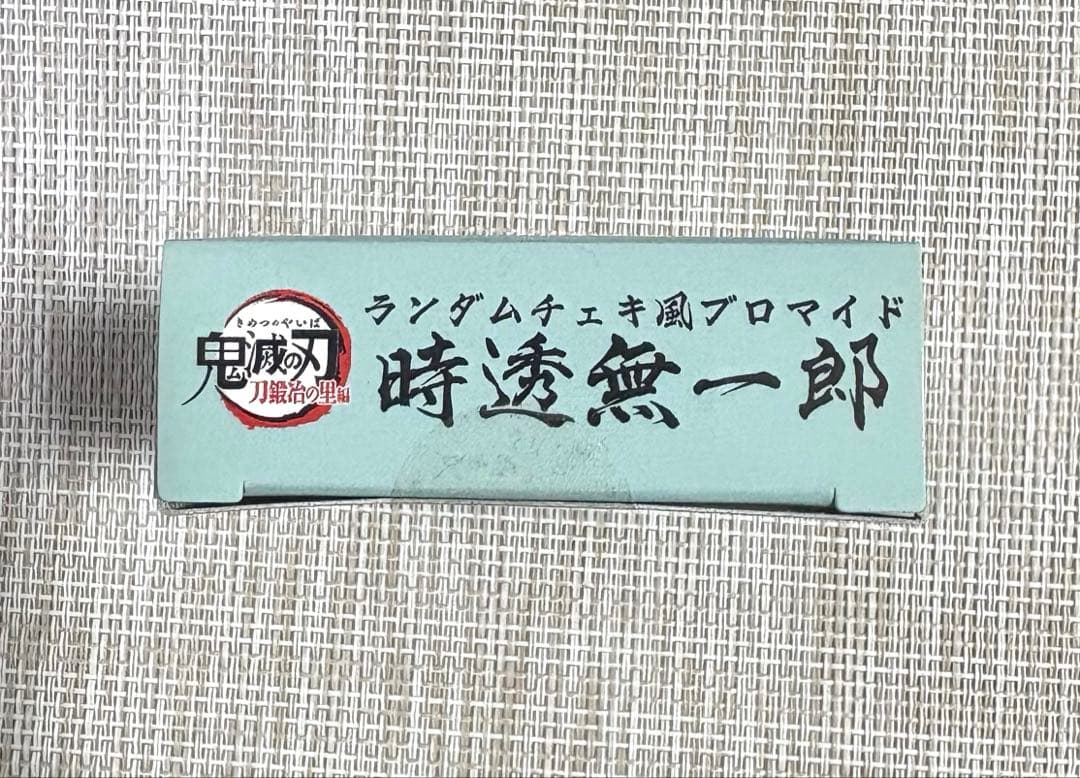 きめつのやいば
鬼滅の刃
刀鍛冶の里編
ランダムチェキ風ブロマイド
時透無一郎